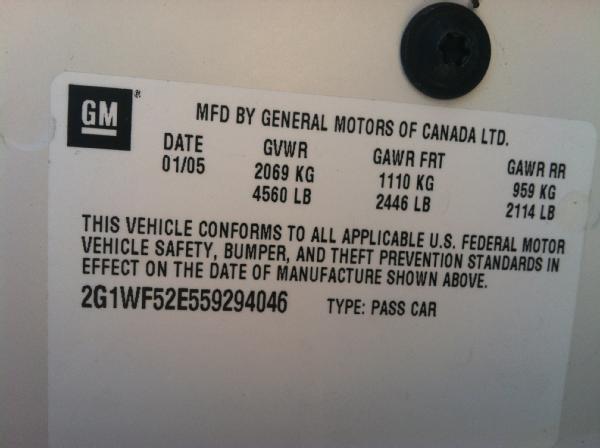 GM ®
MFD BY GENERAL MOTORS OF CANADA LTD.
DATE GVWR GAWR FRT GAWR RR
01/05 2069 KG 1110 KG 959 KG
4560 LB 2446 LB 2114 LB
THIS VEHICLE CONFORMS TO ALL APPLICABLE U.S. FEDERAL MOTOR
VEHICLE SAFETY, BUMPER, AND THEFT PREVENTION STANDARDS IN
EFFECT ON THE DATE OF MANUFACTURE SHOWN ABOVE.
2G1WF52E559294046 TYPE: PASS CAR